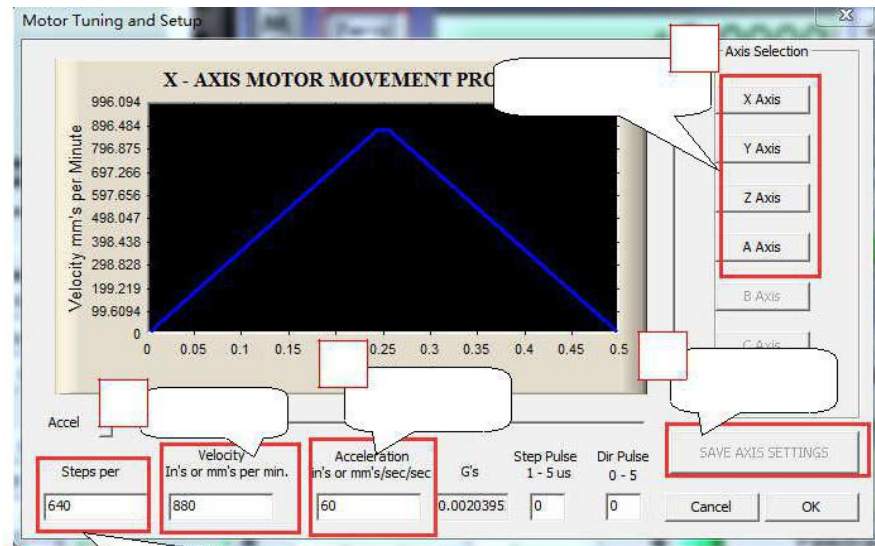 Motor Tuning and Setup
Axis Selection
X - AXIS MOTOR MOVEMENT
Velocity mm's per Minute
996.094
896.484
796.875
697.266
597.656
498.047
398.438
298.828
199.219
99.6094
0
0 0.05 0.1 0.15 0.25 0.3 0.35 0.4 0.45 0.5
X Axis
Y Axis
Z Axis
A Axis
B Axis
C Axis
Accel
Steps per
640
Velocity
In's or mm's per min.
880
Acceleration
in's or mm's/sec/sec
60
G's
0.0020395
Step Pulse
1 - 5 us
0
Dir Pulse
0 - 5
0
SAVE AXIS SETTINGS
Cancel OK